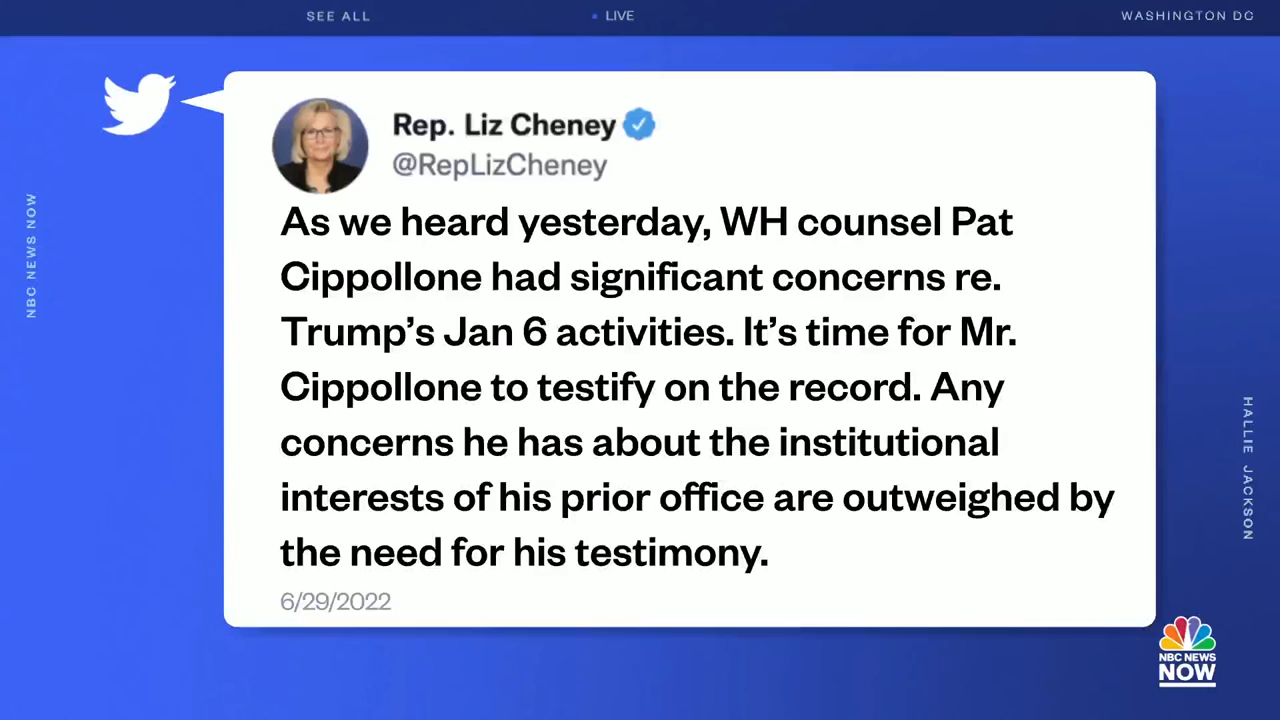 SEE ALL
LIVE
WASHINGTON DC
NBC NEWS NOW
Rep. Liz Cheney
@RepLizCheney
As we heard yesterday, WH counsel Pat
Cippollone had significant concerns re.
Trump’s Jan 6 activities. It’s time for Mr.
Cippollone to testify on the record. Any
concerns he has about the institutional
interests of his prior office are outweighed by
the need for his testimony.
6/29/2022
HALLIE JACKSON
NBC NEWS
NOW